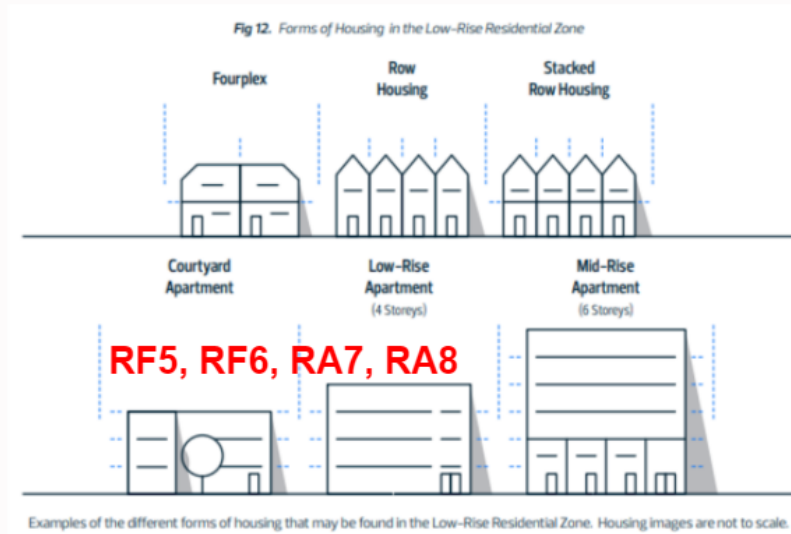 Fig 12. Forms of Housing in the Low-Rise Residential Zone
Fourplex
Row
Housing
Stacked
Row Housing
Courtyard
Apartment
Low-Rise
Apartment
(4 Storeys)
Mid-Rise
Apartment
(6 Storeys)
RF5, RF6, RA7, RA8
Examples of the different forms of housing that may be found in the Low-Rise Residential Zone. Housing images are not to scale.